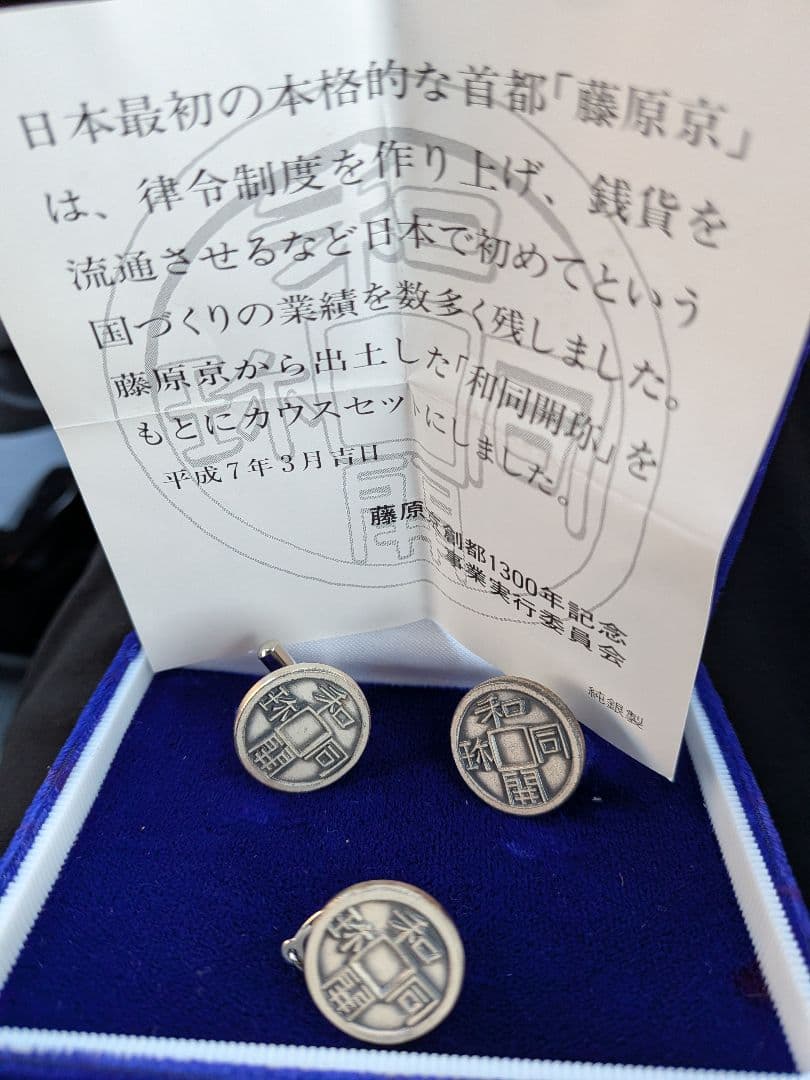 日本最初の本格的な首都「藤原京」
は、律令制度を作り上げ、銭貨を
流通させるなど日本で初めてという
国づくりの業績を数多く残しました。
藤原京から出土した「和同開珎」を
もとにカウスセットにしました。
平成7年3月吉日
藤原京創都1300年記念
事業実行委員会
純銀製
和同開珎
和同開珎
和同開珎
和同開珎